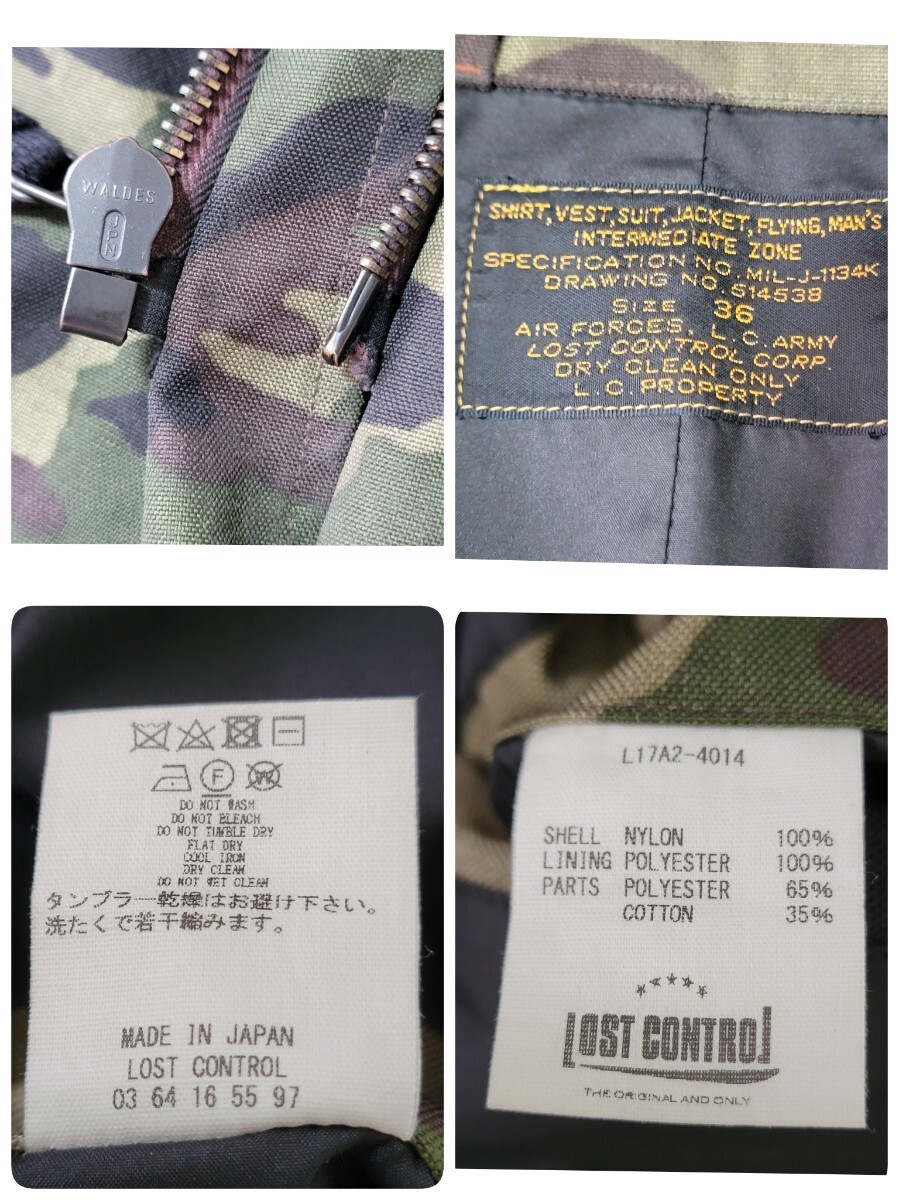 WALDES
JPN
SHIRT, VEST, SUIT, JACKET, FLYING, MAN'S
INTERMEDIATE ZONE
SPECIFICATION NO. MIL-J-1134K
DRAWING NO. 514538
SIZE 36
AIR FORCES, L.C. ARMY
LOST CONTROL CORP.
DRY CLEAN ONLY
L.C. PROPERTY
F
W
DO NOT WASH
DO NOT BLEACH
DO NOT TUMBLE DRY
FLAT DRY
COOL IRON
DRY CLEAN
DO NOT WET CLEAN
タンブラー乾燥はお避け下さい。
洗たくで若干縮みます。
MADE IN JAPAN
LOST CONTROL
03 64 16 55 97
L17A2-4014
SHELL NYLON 100%
LINING POLYESTER 100%
PARTS POLYESTER 65%
COTTON 35%
LOST CONTROL
THE ORIGINAL AND ONLY